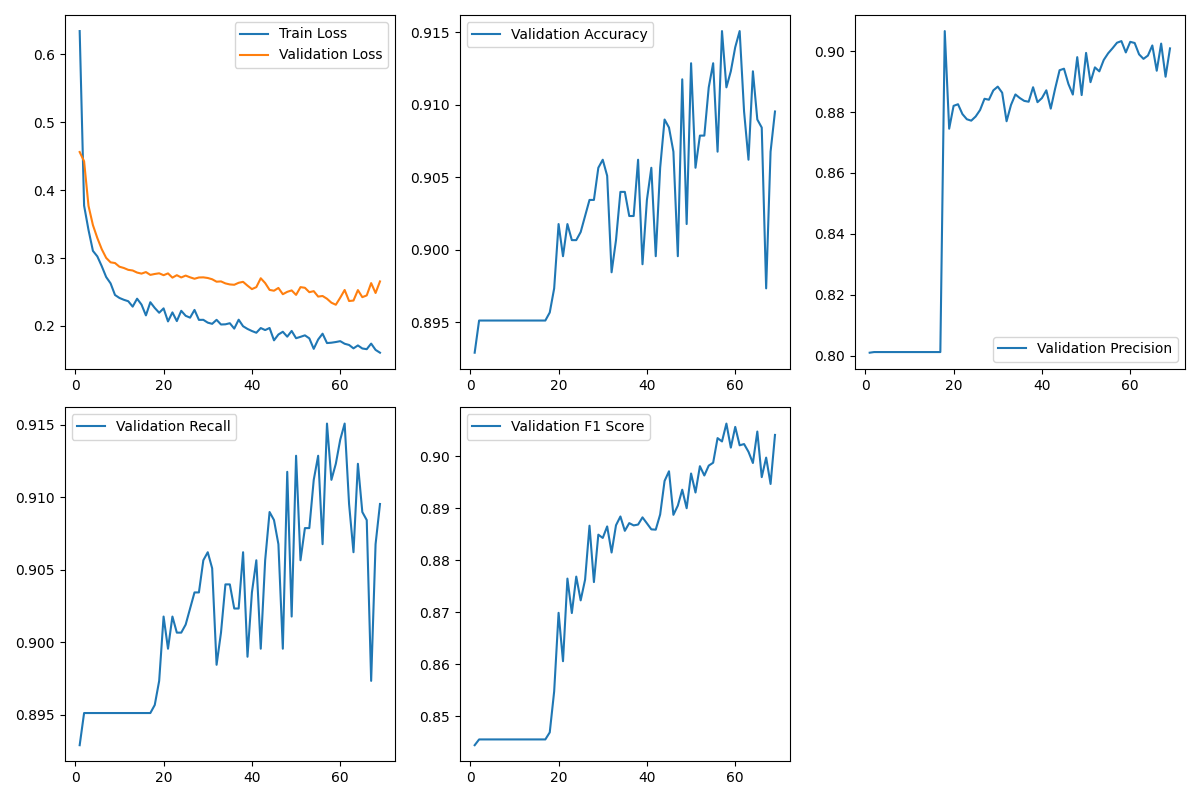 Train Loss
Validation Loss
0.6
0.5
0.4
0.3
0.2
0 20 40 60
Validation Accuracy
0.915
0.910
0.905
0.900
0.895
0 20 40 60
Validation Precision
0.90
0.88
0.86
0.84
0.82
0.80
0 20 40 60
Validation Recall
0.915
0.910
0.905
0.900
0.895
0 20 40 60
Validation F1 Score
0.90
0.89
0.88
0.87
0.86
0.85
0 20 40 60